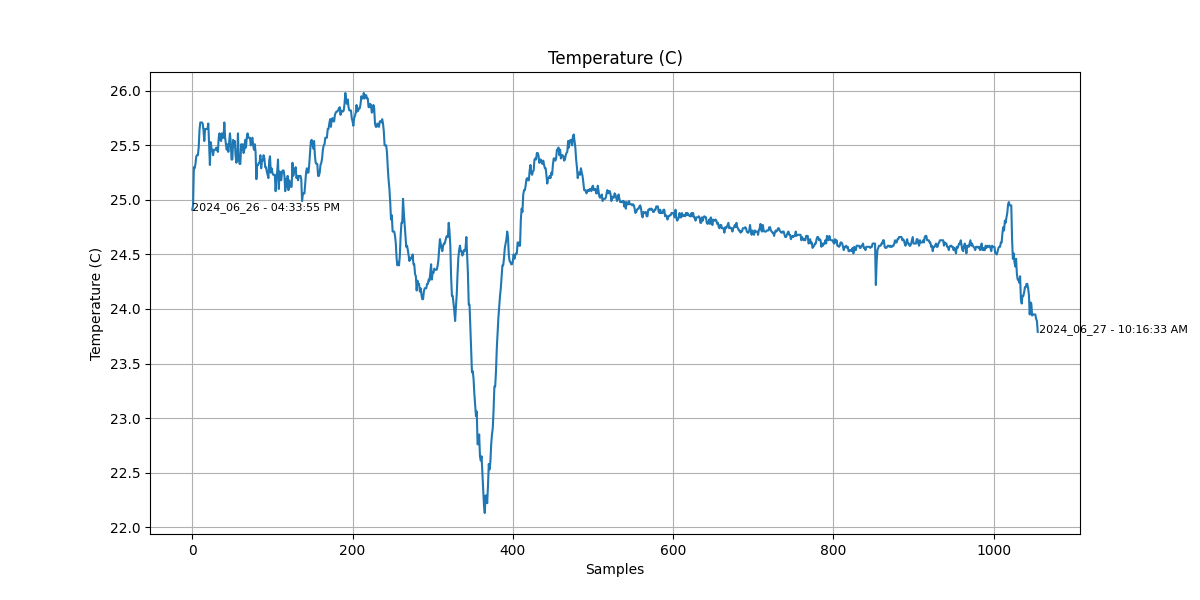 Temperature (C)
26.0
25.5
25.0
24.5
24.0
23.5
23.0
22.5
22.0
Temperature (C)
2024_06_26 - 04:33:55 PM
2024_06_27 - 10:16:33 AM
0 200 400 600 800 1000
Samples